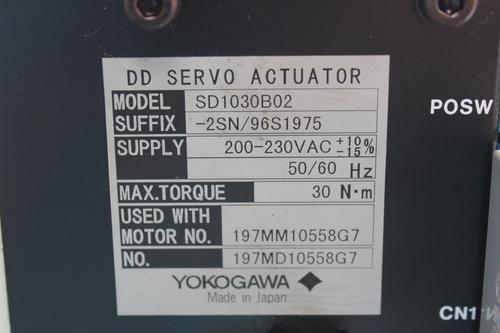 DD SERVO ACTUATOR
MODEL SD1030B02
SUFFIX -2SN/96S1975
SUPPLY 200-230VAC +10 -15 %
50/60 Hz
MAX.TORQUE 30 N·m
USED WITH
MOTOR NO. 197MM10558G7
NO. 197MD10558G7
YOKOGAWA
Made in Japan
POSW
CN1